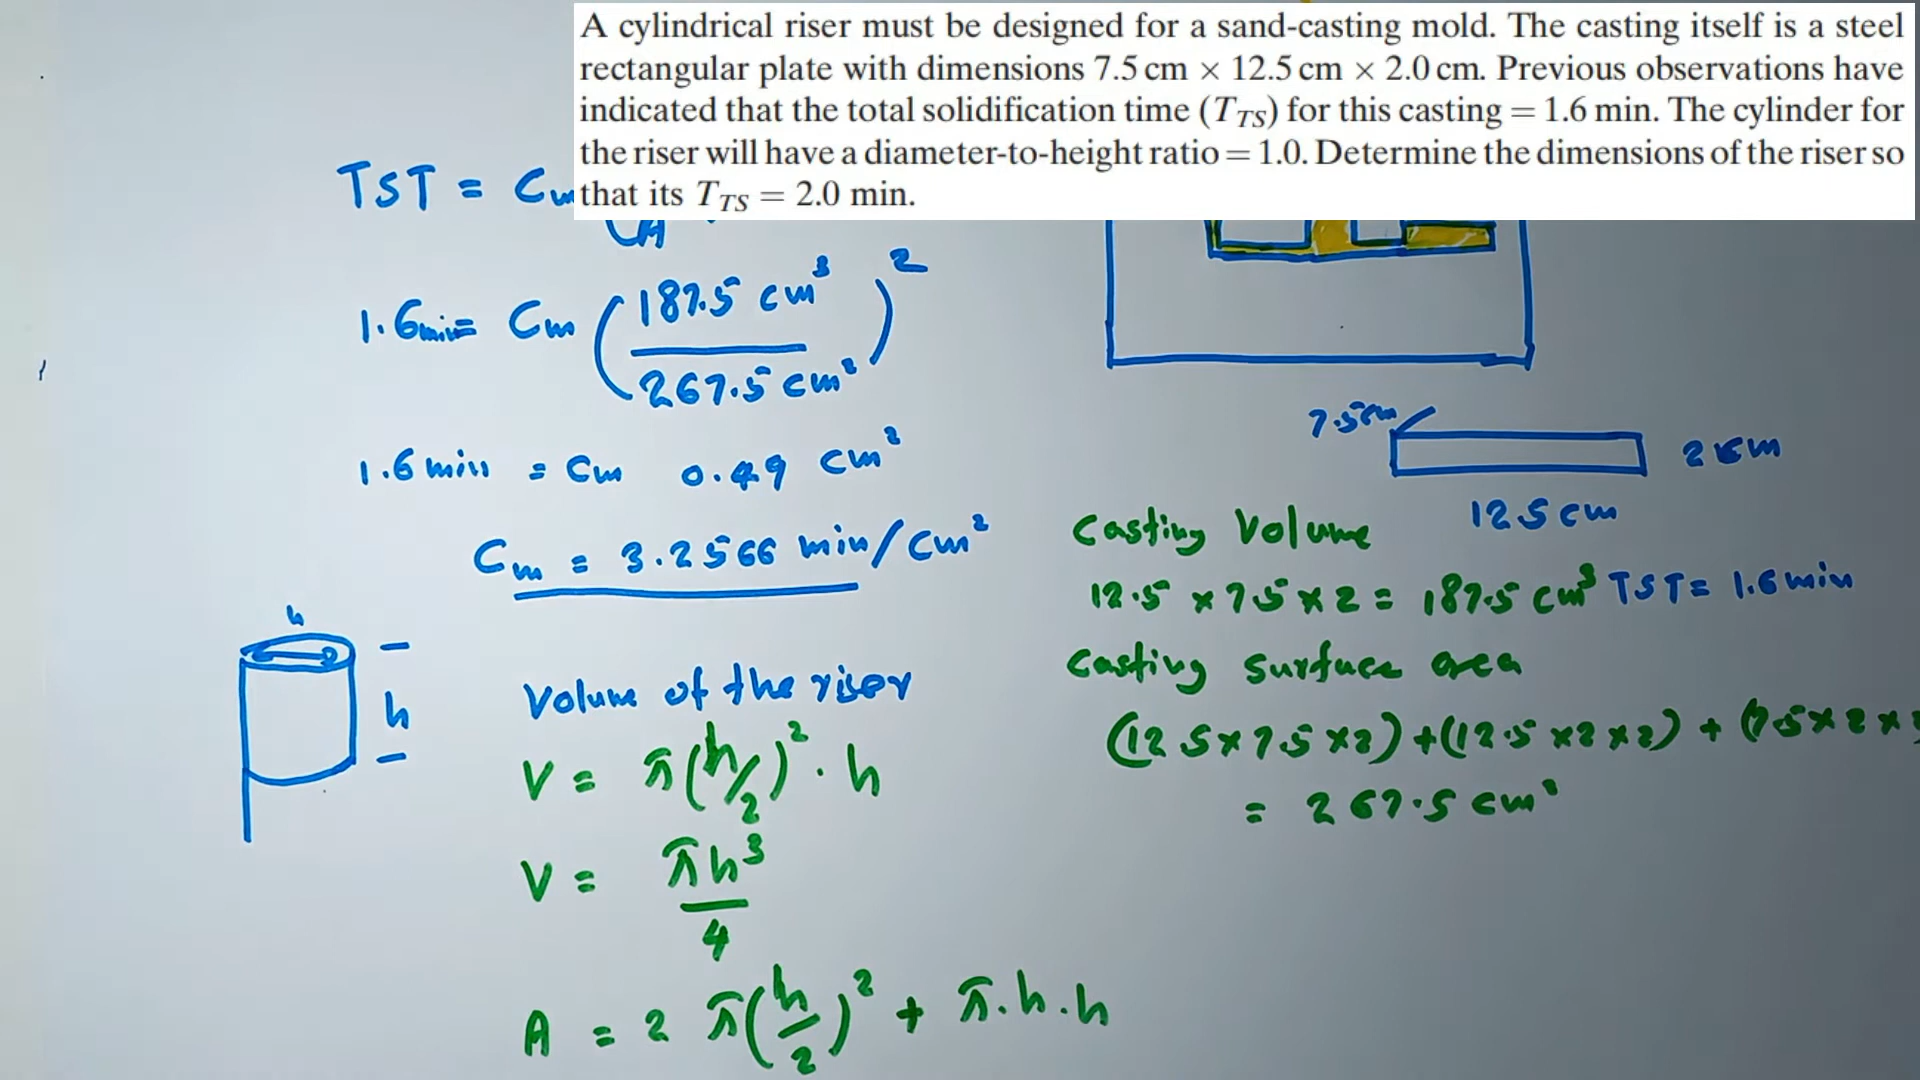 A cylindrical riser must be designed for a sand-casting mold. The casting itself is a steel
rectangular plate with dimensions 7.5 cm × 12.5 cm × 2.0 cm. Previous observations have
indicated that the total solidification time (T_TS) for this casting = 1.6 min. The cylinder for
the riser will have a diameter-to-height ratio = 1.0. Determine the dimensions of the riser so
that its T_TS = 2.0 min.
TST = Cm
A
1.6min = Cm (187.5 cm³ / 267.5 cm²)²
1.6 min = Cm 0.49 cm²
Cm = 3.2566 min/cm²
h
h
Volume of the riser
V = π(h/2)² · h
V = πh³/4
A = 2 π(h/2)² + π.h.h
7.5cm
2cm
12.5 cm
Casting Volume
12.5 × 7.5 × 2 = 187.5 cm³ TST = 1.6 min
Casting surface area
(12.5×7.5×2)+(12.5×2×2) + (7.5×2×2
= 267.5 cm²